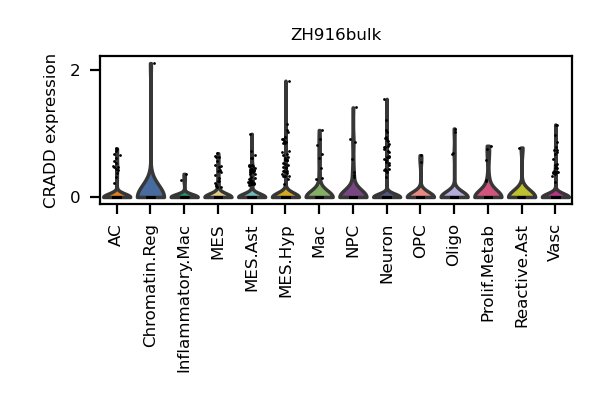 ZH916bulk
CRADD expression
2
0
AC
Chromatin.Reg
Inflammatory.Mac
MES
MES.Ast
MES.Hyp
Mac
NPC
Neuron
OPC
Oligo
Prolif.Metab
Reactive.Ast
Vasc